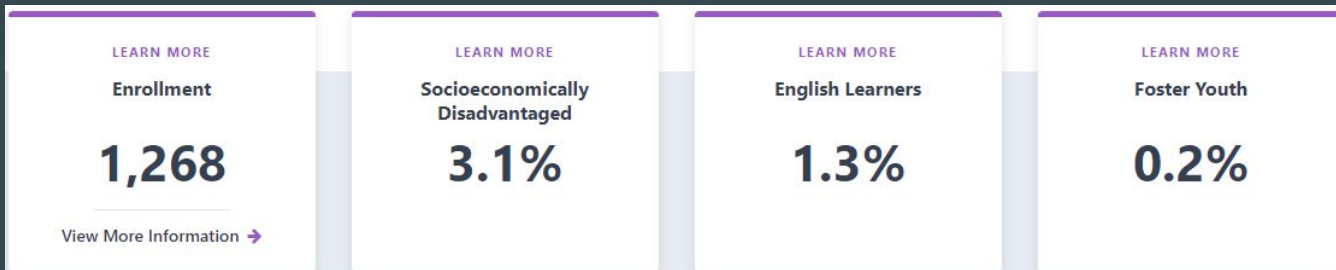 LEARN MORE
Enrollment
1,268
View More Information
LEARN MORE
Socioeconomically
Disadvantaged
3.1%
LEARN MORE
English Learners
1.3%
LEARN MORE
Foster Youth
0.2%